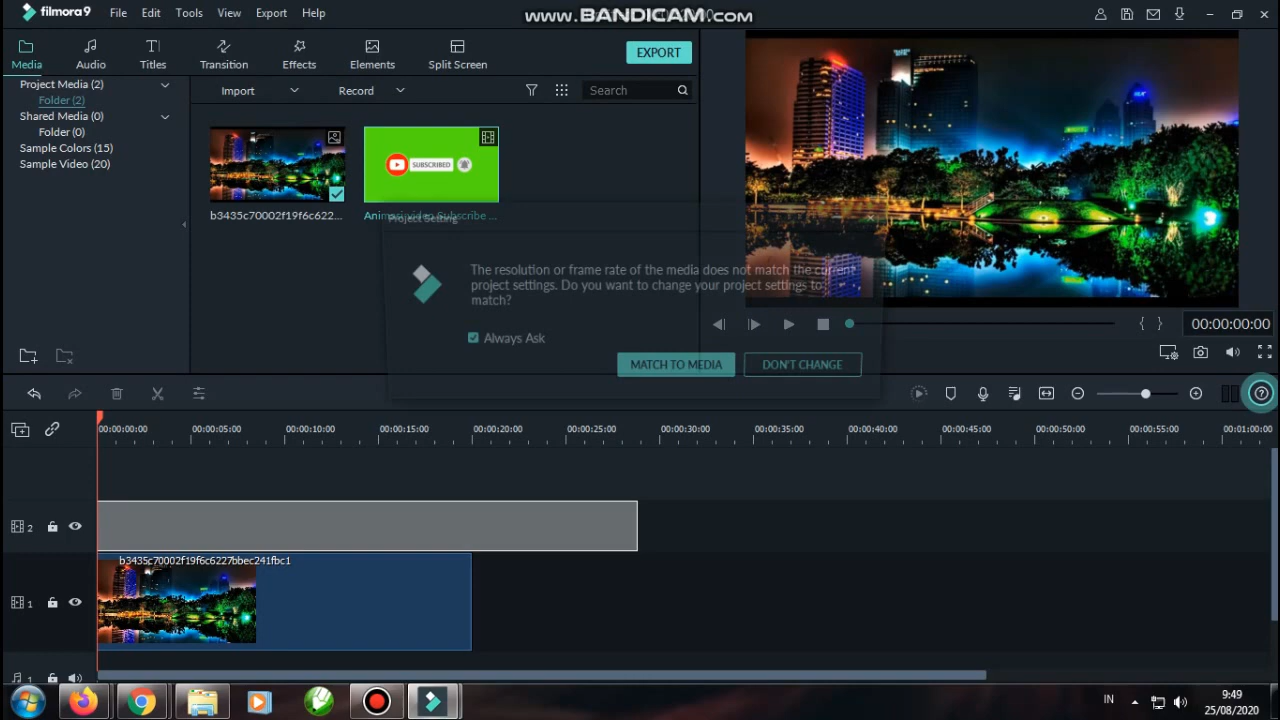 filmora9 File Edit Tools View Export Help
www.BANDICAM.com
Media Audio Titles Transition Effects Elements Split Screen EXPORT
Project Media (2)
Folder (2)
Shared Media (0)
Folder (0)
Sample Colors (15)
Sample Video (20)
Import Record Search
SUBSCRIBED
b3435c70002f19f6c622...
Project Setting
The resolution or frame rate of the media does not match the current
project settings. Do you want to change your project settings to
match?
Always Ask
MATCH TO MEDIA DON'T CHANGE
{ } 00:00:00:00
00:00:00:00 00:00:05:00 00:00:10:00 00:00:15:00 00:00:20:00 00:00:25:00 00:00:30:00 00:00:35:00 00:00:40:00 00:00:45:00 00:00:50:00 00:00:55:00 00:01:00:00
2
b3435c70002f19f6c6227bbec241fbc1
1
1
IN
9:49
25/08/2020